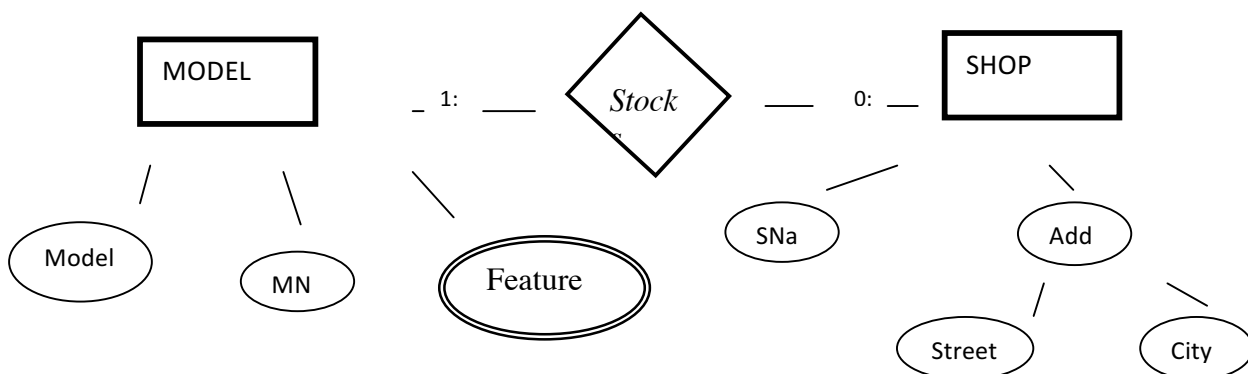 MODEL
SHOP
1:
Stock
0:
Model
MN
Feature
SNa
Add
Street
City